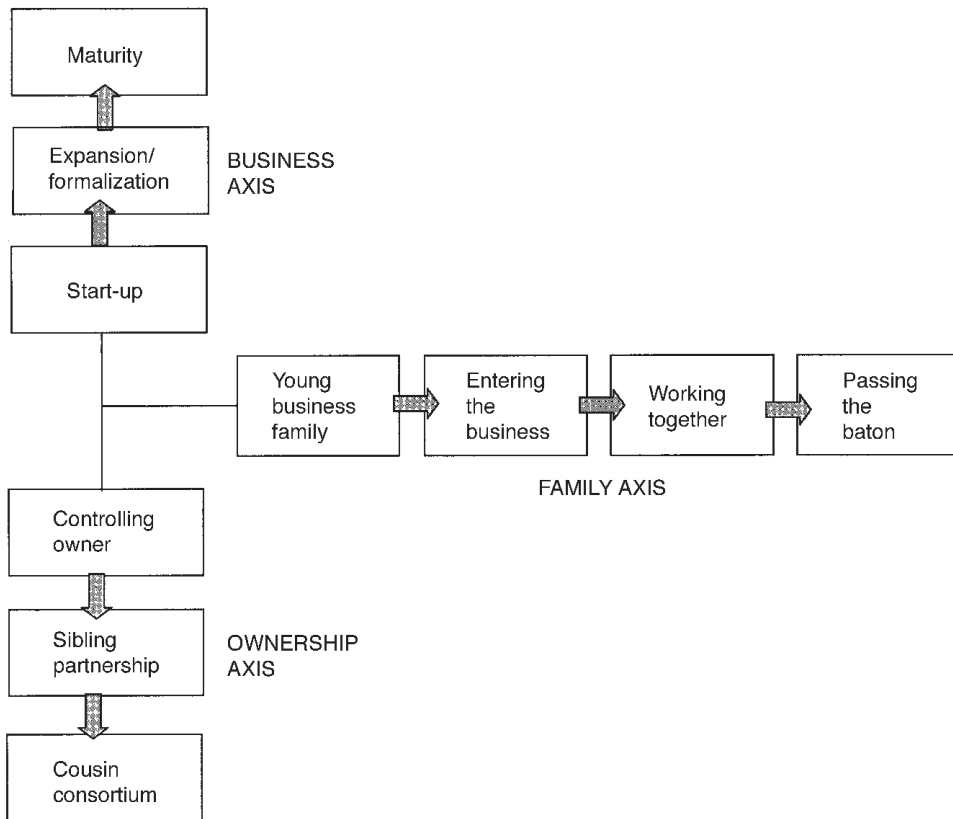 Maturity
Expansion/
formalization
BUSINESS
AXIS
Start-up
Young
business
family
Entering
the
business
Working
together
Passing
the
baton
FAMILY AXIS
Controlling
owner
Sibling
partnership
OWNERSHIP
AXIS
Cousin
consortium